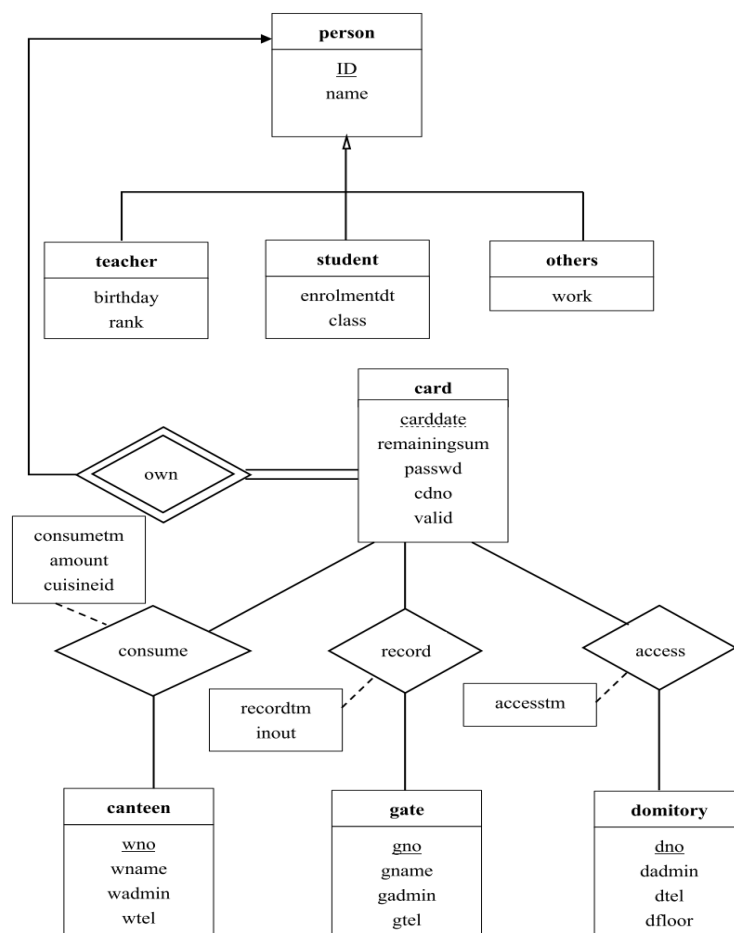 person
ID
name
teacher
birthday
rank
student
enrolmentdt
class
others
work
card
carddate
remainingsum
passwd
cdno
valid
own
consumetm
amount
cuisineid
consume
record
access
recordtm
inout
accesstm
canteen
wno
wname
wadmin
wtel
gate
gno
gname
gadmin
gtel
domitory
dno
dadmin
dtel
dfloor